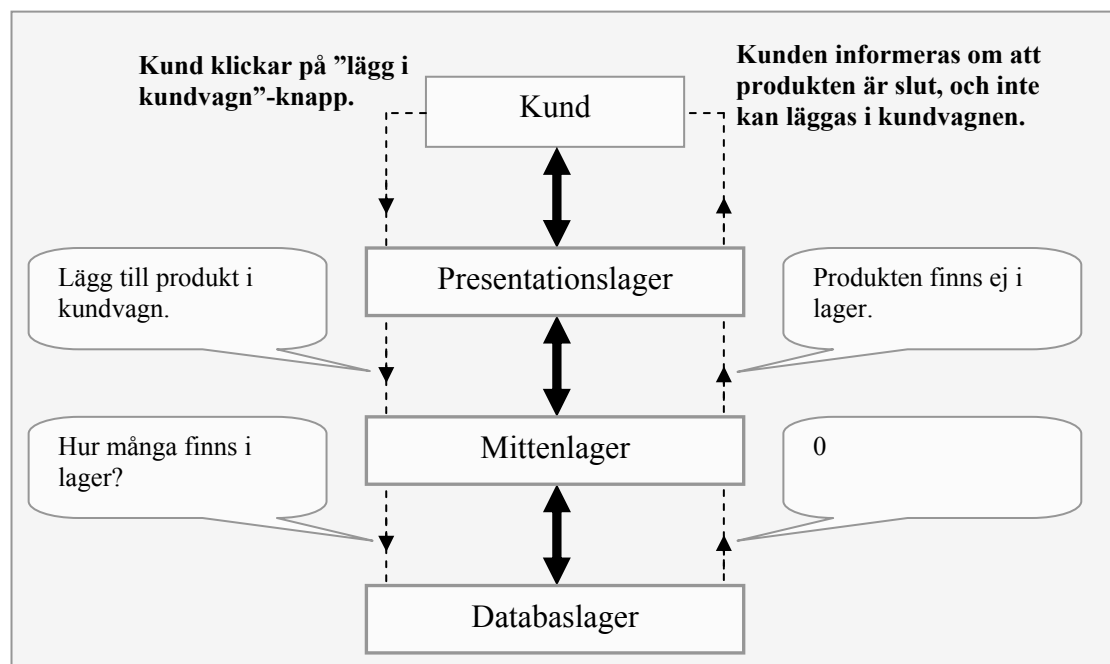 Kund klickar på ”lägg i
kundvagn”-knapp.
Kund
Kunden informeras om att
produkten är slut, och inte
kan läggas i kundvagnen.
Lägg till produkt i
kundvagn.
Presentationslager
Produkten finns ej i
lager.
Hur många finns i
lager?
Mittenlager
0
Databaslager